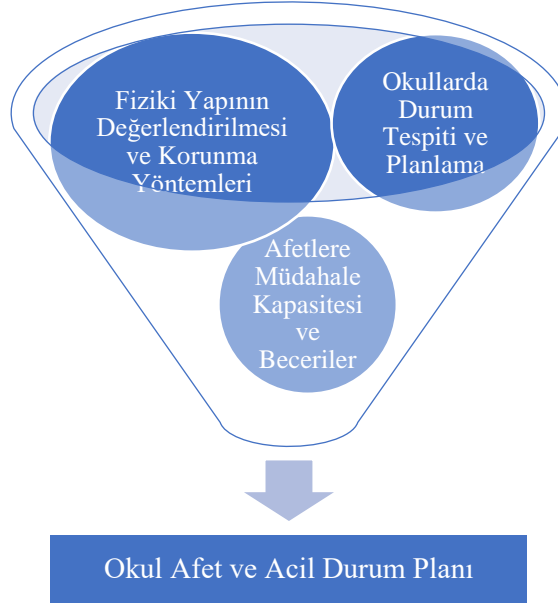 Fiziki Yapının
Değerlendirilmesi
ve Korunma
Yöntemleri
Okullarda
Durum
Tespiti ve
Planlama
Afetlere
Müdahale
Kapasitesi
ve
Beceriler
Okul Afet ve Acil Durum Planı